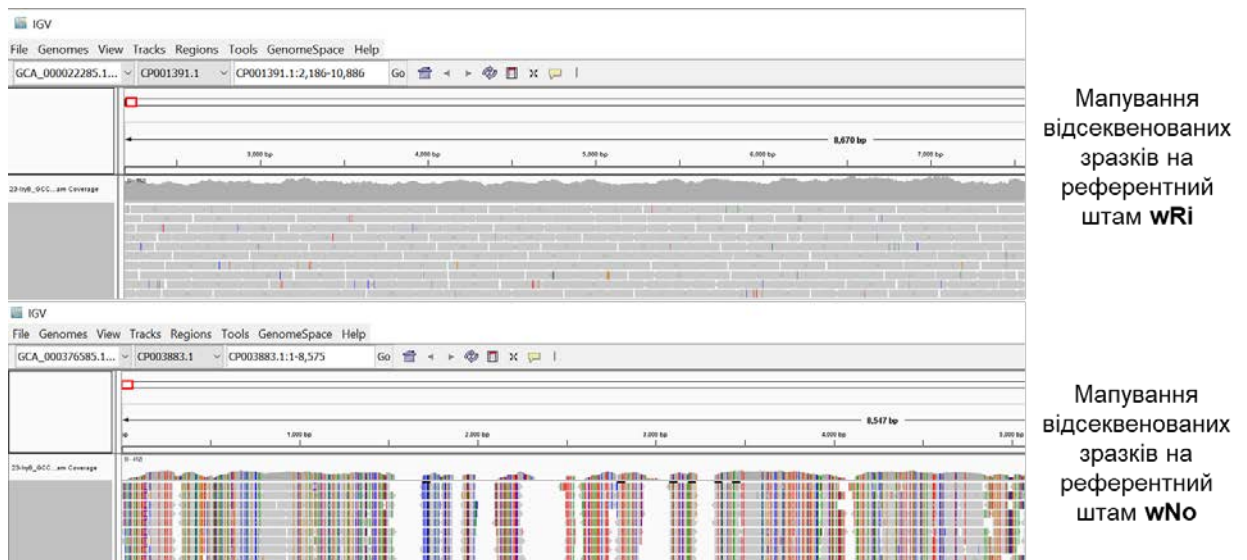 IGV
File Genomes View Tracks Regions Tools GenomeSpace Help
GCA_000022285.1... CP001391.1 CP001391.1:2,186-10,886 Go
8,670 bp
3,000 bp 4,000 bp 5,000 bp 6,000 bp 7,000 bp
Мапування
відсеквенованих
зразків на
референтний
штам wRi
IGV
File Genomes View Tracks Regions Tools GenomeSpace Help
GCA_000376585.1... CP003883.1 CP003883.1:1-8,575 Go
8,547 bp
1,000 bp 2,000 bp 3,000 bp 4,000 bp 5,000 bp
Мапування
відсеквенованих
зразків на
референтний
штам wNo